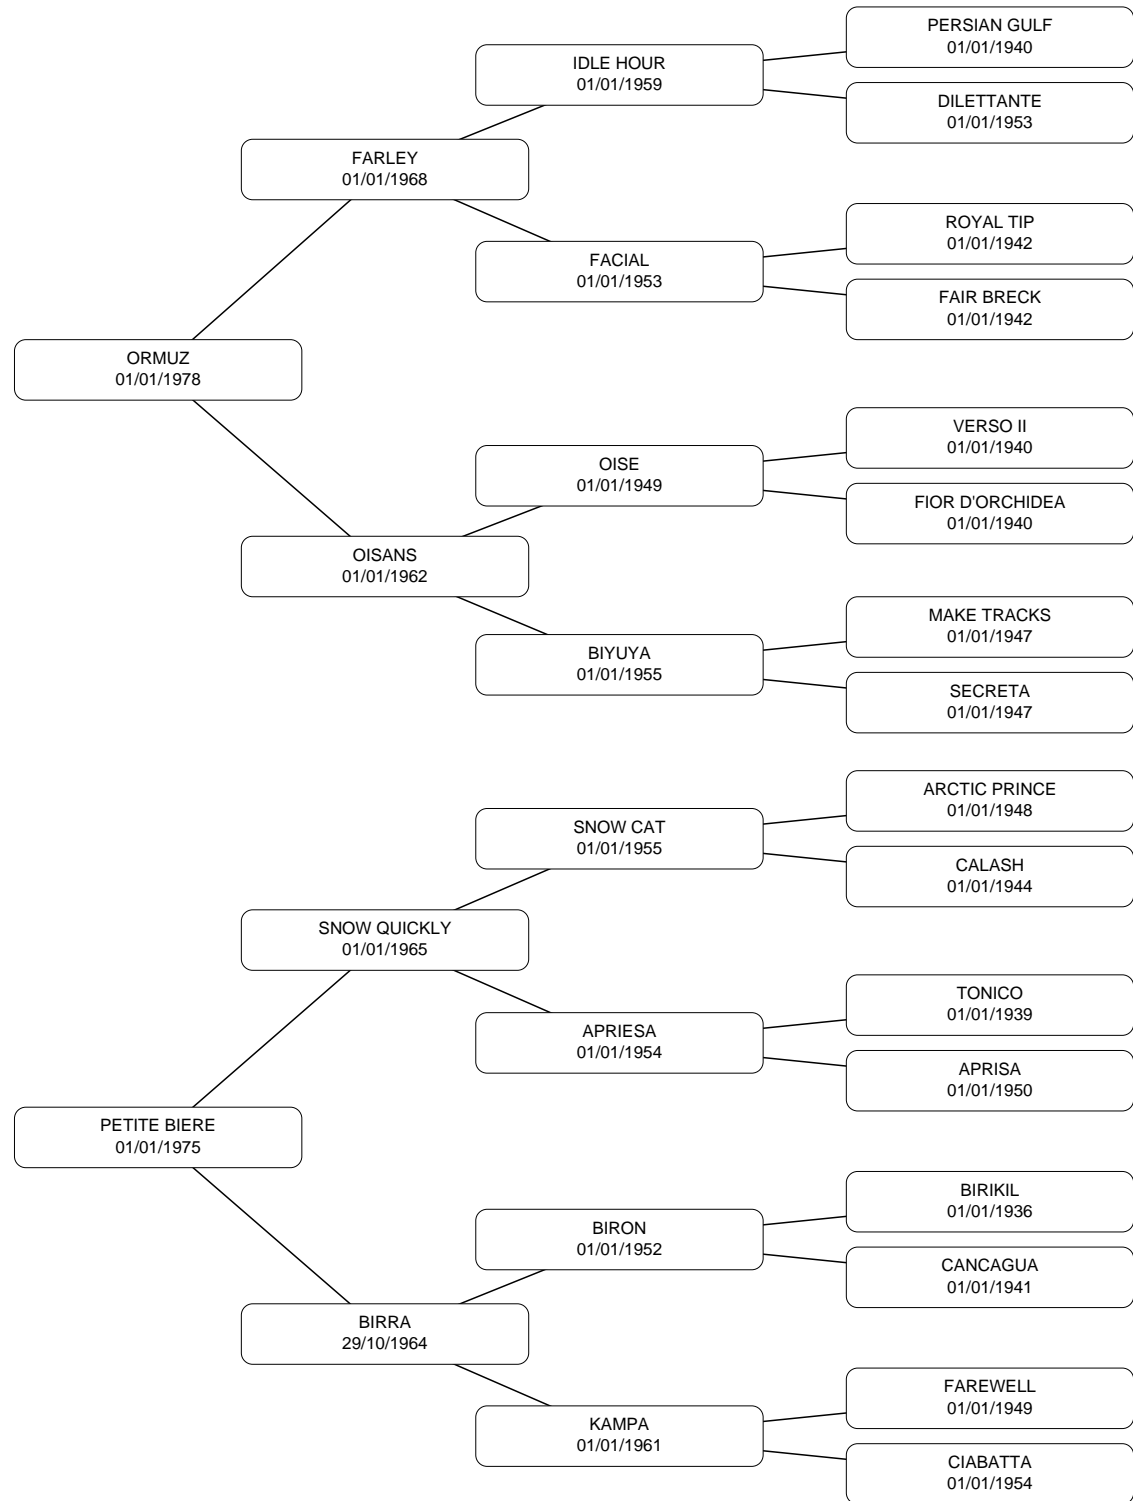 PERSIAN GULF
01/01/1940
IDLE HOUR
01/01/1959
DILETTANTE
01/01/1953
FARLEY
01/01/1968
ROYAL TIP
01/01/1942
FACIAL
01/01/1953
FAIR BRECK
01/01/1942
ORMUZ
01/01/1978
VERSO II
01/01/1940
OISE
01/01/1949
FIOR D'ORCHIDEA
01/01/1940
OISANS
01/01/1962
MAKE TRACKS
01/01/1947
BIYUYA
01/01/1955
SECRETA
01/01/1947
ARCTIC PRINCE
01/01/1948
SNOW CAT
01/01/1955
CALASH
01/01/1944
SNOW QUICKLY
01/01/1965
TONICO
01/01/1939
APRIESA
01/01/1954
APRISA
01/01/1950
PETITE BIERE
01/01/1975
BIRIKIL
01/01/1936
BIRON
01/01/1952
CANCAGUA
01/01/1941
BIRRA
29/10/1964
FAREWELL
01/01/1949
KAMPA
01/01/1961
CIABATTA
01/01/1954